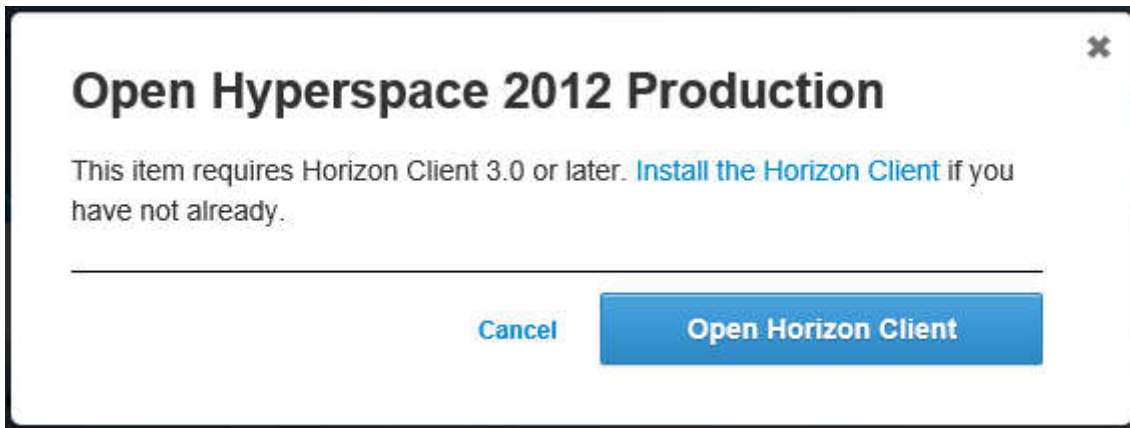 Open Hyperspace 2012 Production
This item requires Horizon Client 3.0 or later. Install the Horizon Client if you
have not already.
Cancel
Open Horizon Client